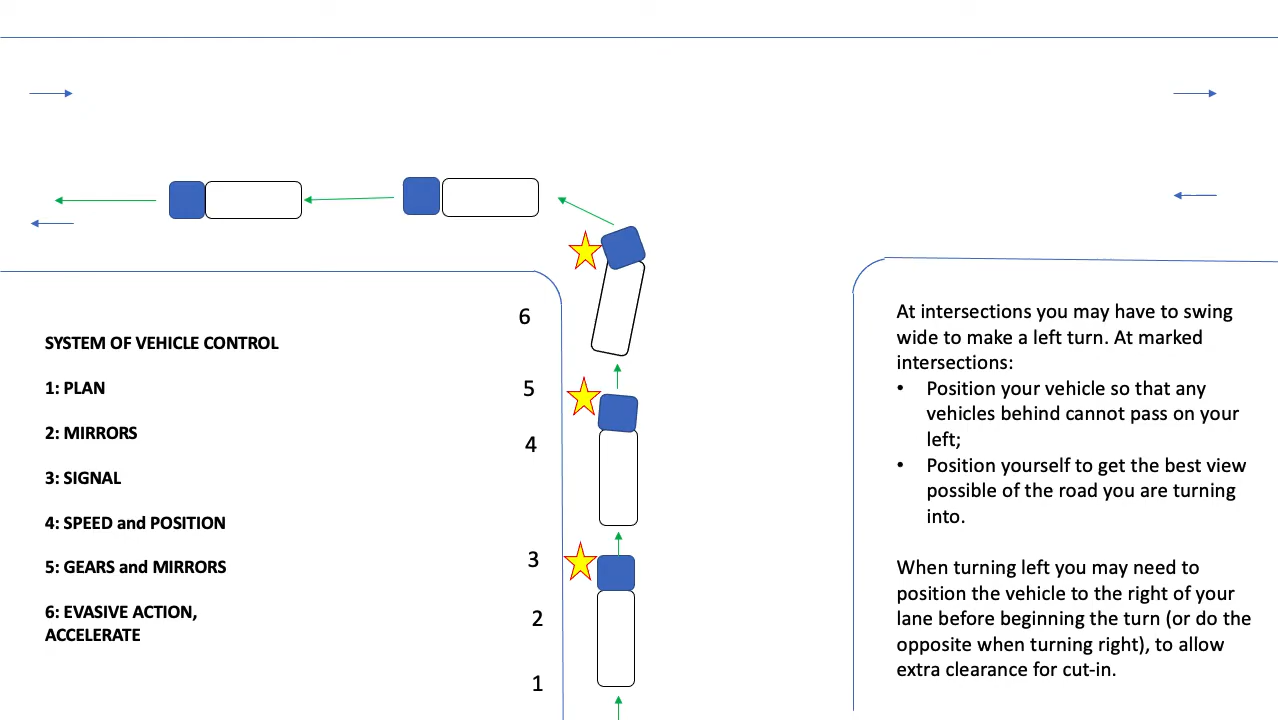 SYSTEM OF VEHICLE CONTROL
1: PLAN
2: MIRRORS
3: SIGNAL
4: SPEED and POSITION
5: GEARS and MIRRORS
6: EVASIVE ACTION,
ACCELERATE
6
5
4
3
2
1
At intersections you may have to swing
wide to make a left turn. At marked
intersections:
• Position your vehicle so that any
vehicles behind cannot pass on your
left;
• Position yourself to get the best view
possible of the road you are turning
into.
When turning left you may need to
position the vehicle to the right of your
lane before beginning the turn (or do the
opposite when turning right), to allow
extra clearance for cut-in.